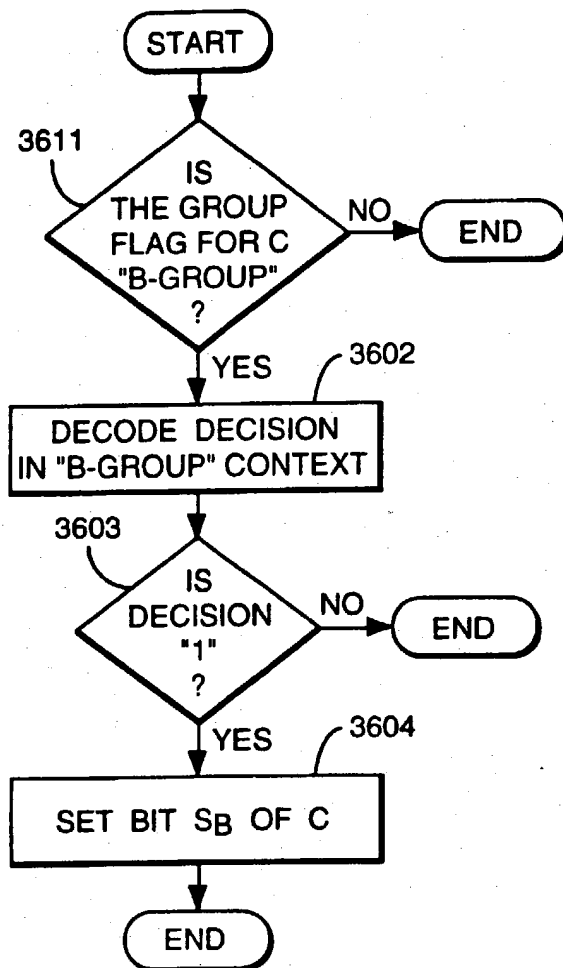 START
3611
IS
THE GROUP
FLAG FOR C
"B-GROUP"
?
NO
END
YES
3602
DECODE DECISION
IN "B-GROUP" CONTEXT
3603
IS
DECISION
"1"
?
NO
END
YES
3604
SET BIT SB OF C
END